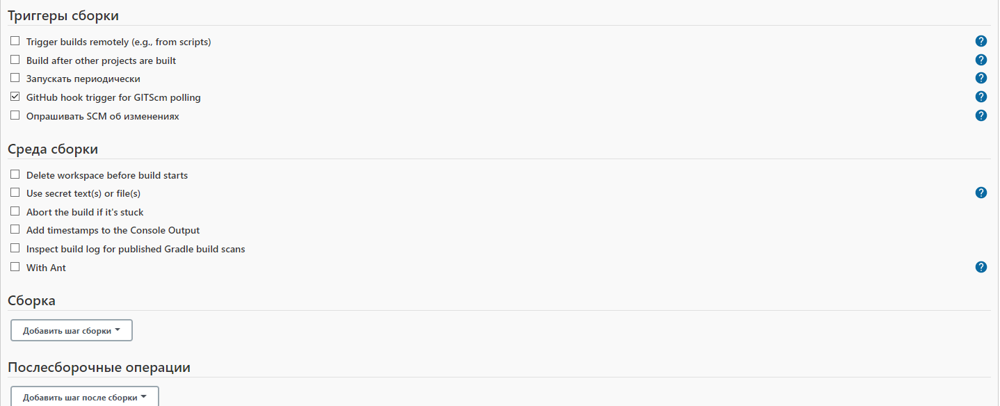 Триггеры сборки
Trigger builds remotely (e.g., from scripts) ?
Build after other projects are built ?
Запускать периодически ?
GitHub hook trigger for GITScm polling ?
Опрашивать SCM об изменениях ?
Среда сборки
Delete workspace before build starts
Use secret text(s) or file(s) ?
Abort the build if it's stuck
Add timestamps to the Console Output
Inspect build log for published Gradle build scans
With Ant ?
Сборка
Добавить шаг сборки
Послесборочные операции
Добавить шаг после сборки